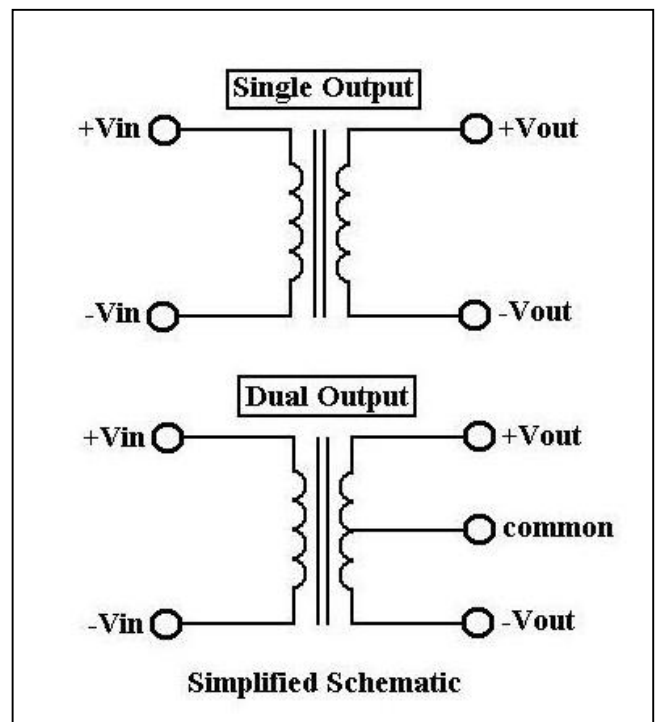 Single Output
+Vin
+Vout
-Vin
-Vout
Dual Output
+Vin
+Vout
common
-Vin
-Vout
Simplified Schematic